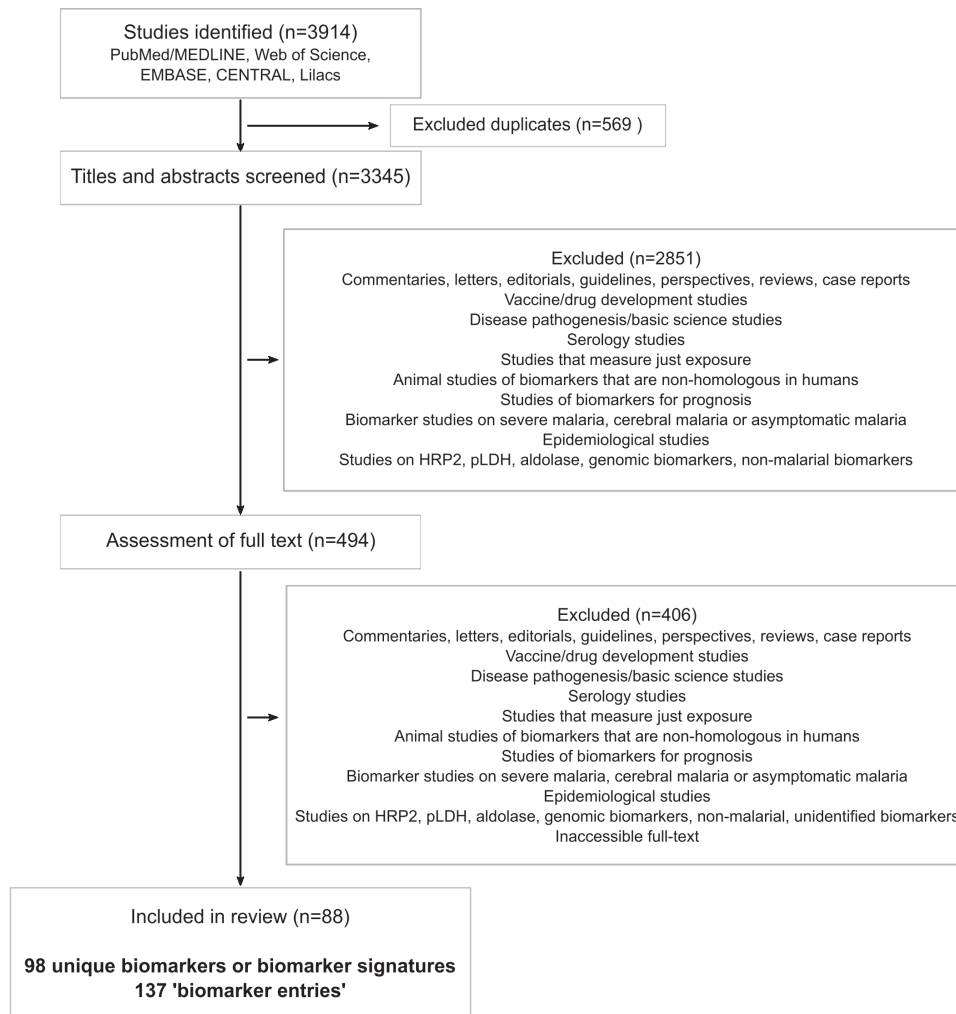 Studies identified (n=3914)
PubMed/MEDLINE, Web of Science,
EMBASE, CENTRAL, Lilacs
Excluded duplicates (n=569 )
Titles and abstracts screened (n=3345)
Excluded (n=2851)
Commentaries, letters, editorials, guidelines, perspectives, reviews, case reports
Vaccine/drug development studies
Disease pathogenesis/basic science studies
Serology studies
Studies that measure just exposure
Animal studies of biomarkers that are non-homologous in humans
Studies of biomarkers for prognosis
Biomarker studies on severe malaria, cerebral malaria or asymptomatic malaria
Epidemiological studies
Studies on HRP2, pLDH, aldolase, genomic biomarkers, non-malarial biomarkers
Assessment of full text (n=494)
Excluded (n=406)
Commentaries, letters, editorials, guidelines, perspectives, reviews, case reports
Vaccine/drug development studies
Disease pathogenesis/basic science studies
Serology studies
Studies that measure just exposure
Animal studies of biomarkers that are non-homologous in humans
Studies of biomarkers for prognosis
Biomarker studies on severe malaria, cerebral malaria or asymptomatic malaria
Epidemiological studies
Studies on HRP2, pLDH, aldolase, genomic biomarkers, non-malarial, unidentified biomarkers
Inaccessible full-text
Included in review (n=88)
98 unique biomarkers or biomarker signatures
137 'biomarker entries'